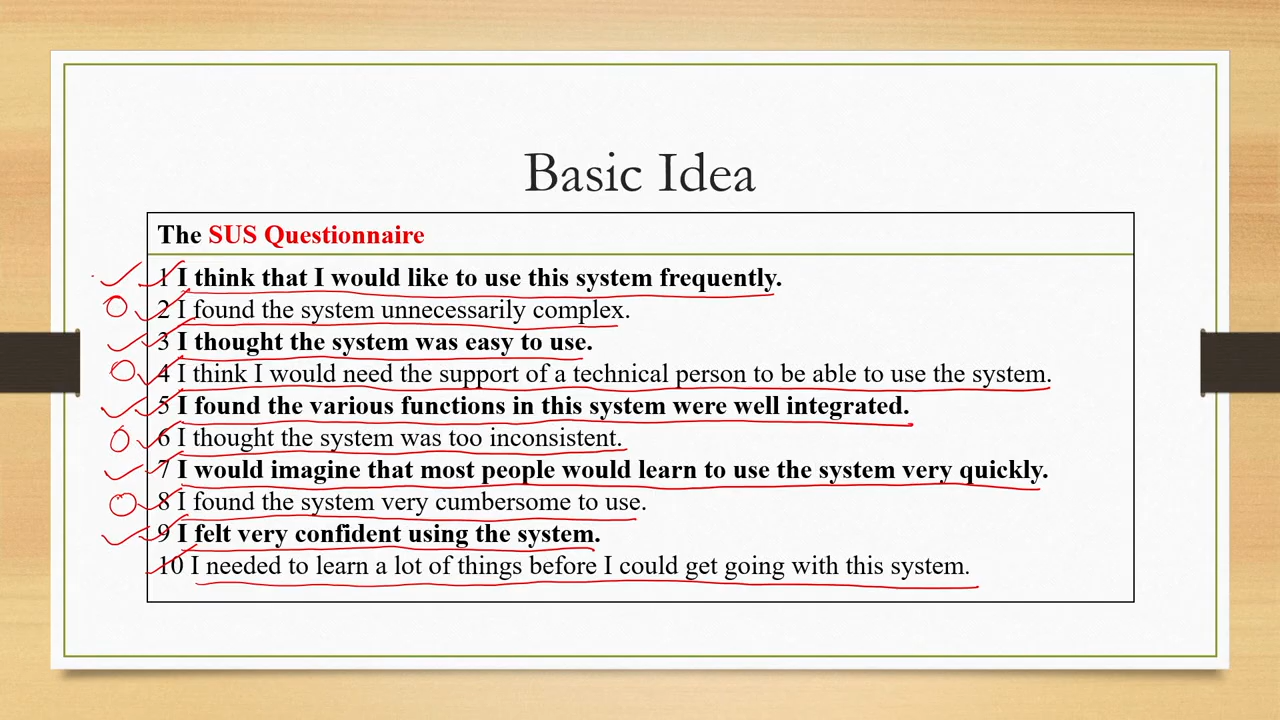 Basic Idea
The SUS Questionnaire
1 I think that I would like to use this system frequently.
2 I found the system unnecessarily complex.
3 I thought the system was easy to use.
4 I think I would need the support of a technical person to be able to use the system.
5 I found the various functions in this system were well integrated.
6 I thought the system was too inconsistent.
7 I would imagine that most people would learn to use the system very quickly.
8 I found the system very cumbersome to use.
9 I felt very confident using the system.
10 I needed to learn a lot of things before I could get going with this system.